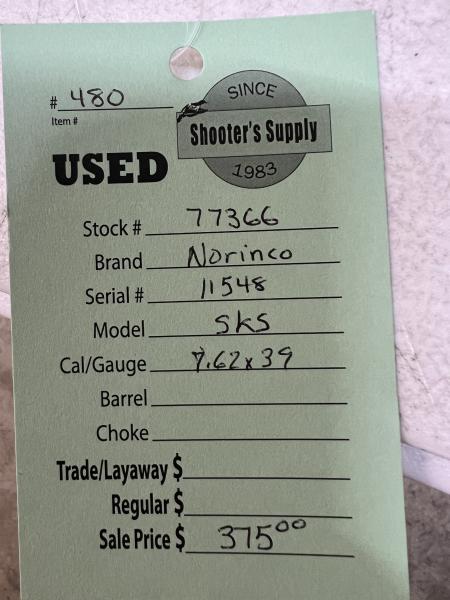 # 480
Item #
SINCE
Shooter's Supply
1983
USED
Stock # 77366
Brand Norinco
Serial # 11548
Model SKS
Cal/Gauge 7.62x39
Barrel
Choke
Trade/Layaway $
Regular $
Sale Price $ 375⁰⁰